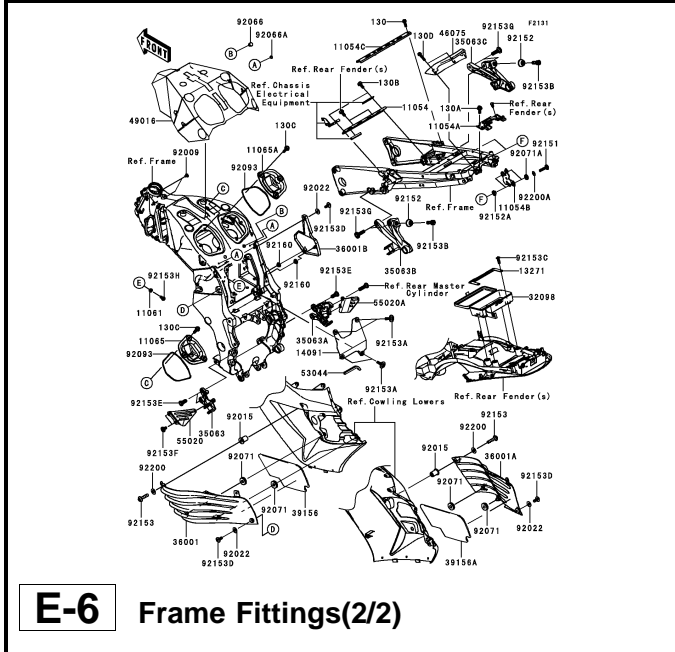 92066
92066A
B
A
FRONT
49016
92009
Ref.Frame
130C
11065A
92093
C
B
A
A
E
D
92022
92153D
36001B
92160
92160
E
92153H
11061
130C
11065
92093
C
92153E
35063
55020
92153F
130
11054C
Ref.Rear Fender(s)
Ref.Chassis
Electrical
Equipment
130B
11054
130D
46075
35063C
92153G
92152
F2131
92153B
130A
Ref.Rear
Fender(s)
11054A
F
92151
92071A
F
92200A
11054B
92152A
Ref.Frame
92153G
92152
92153B
35063B
92153E
Ref.Rear Master
Cylinder
55020A
35063A
14091
92153A
53044
92153A
92153C
13271
32098
Ref.Rear Fender(s)
Ref.Cowling Lowers
92015
92200
92071
92071
39156
92153
36001
92022
92153D
D
92153
92200
92015
36001A
92071
92153D
92071
92022
39156A
E-6 Frame Fittings(2/2)